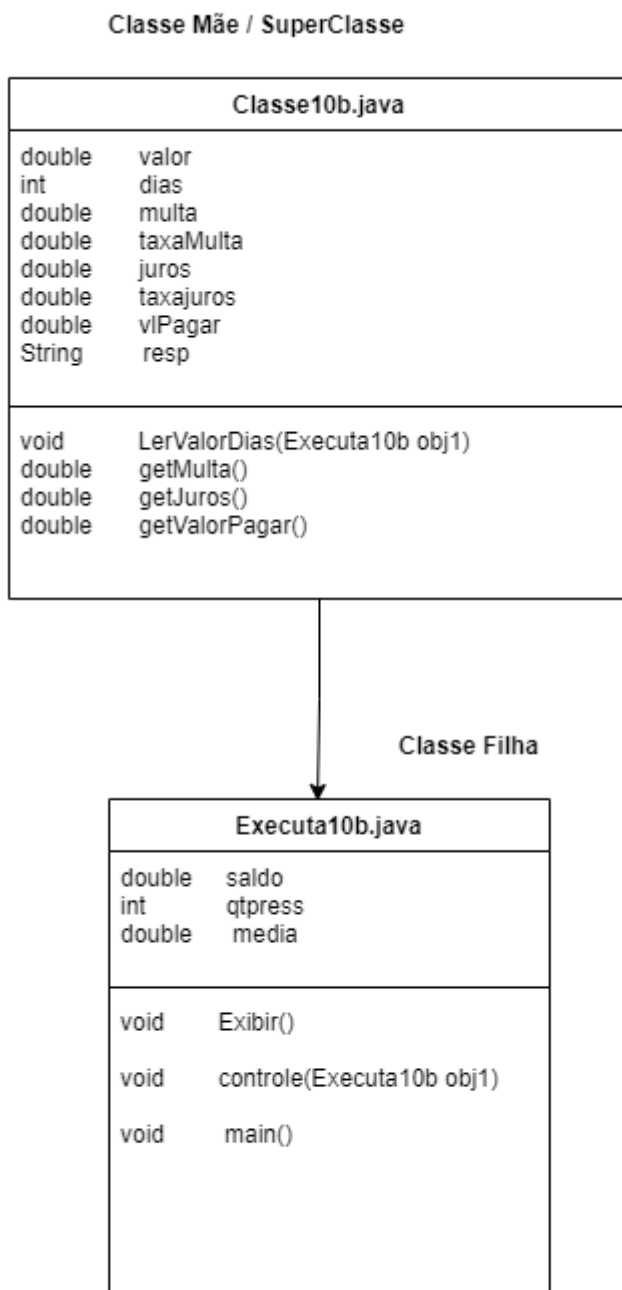 Classe Mãe / SuperClasse
Classe10b.java
double valor
int dias
double multa
double taxaMulta
double juros
double taxajuros
double vlPagar
String resp
void LerValorDias(Executa10b obj1)
double getMulta()
double getJuros()
double getValorPagar()
Classe Filha
Executa10b.java
double saldo
int qtpress
double media
void Exibir()
void controle(Executa10b obj1)
void main()